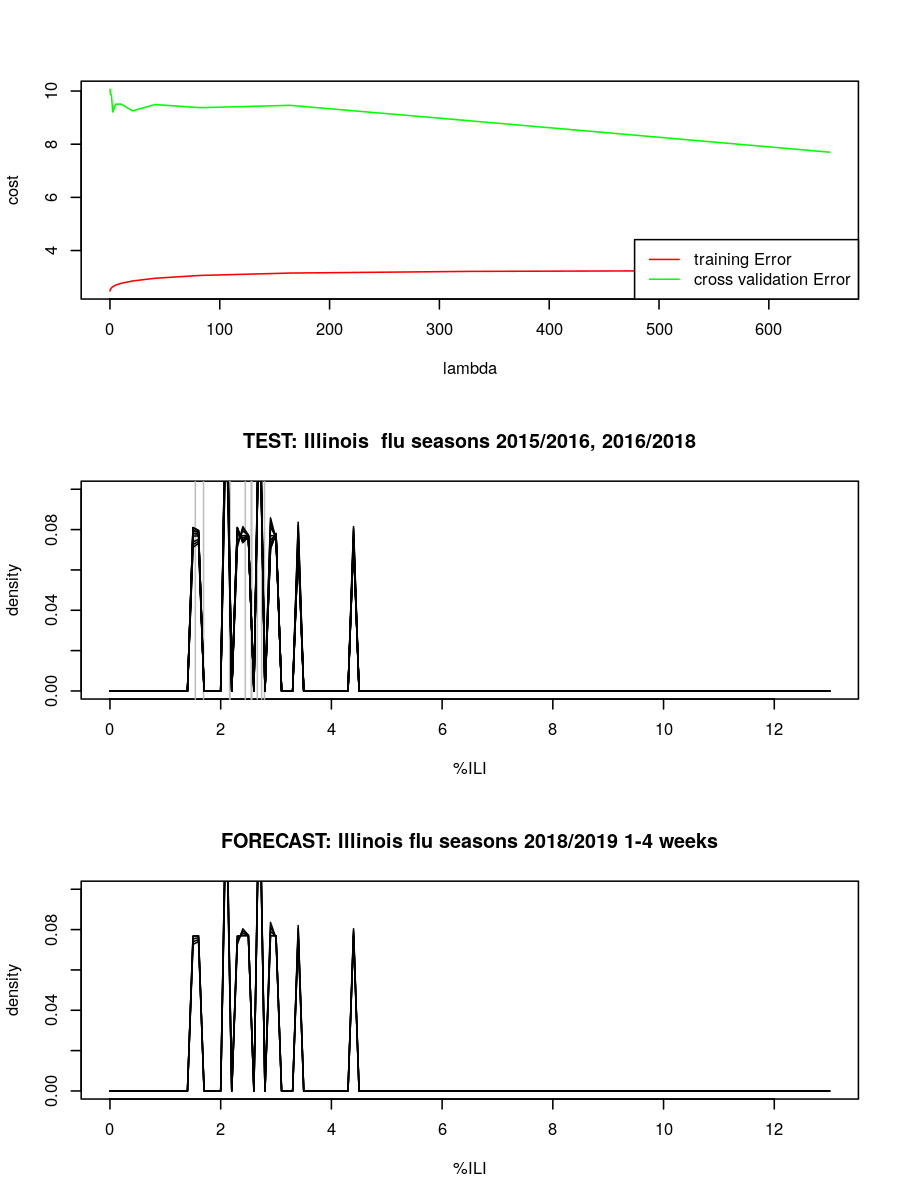 10
8
6
4
cost
training Error
cross validation Error
0 100 200 300 400 500 600
lambda
TEST: Illinois  flu seasons 2015/2016, 2016/2018
0.08
0.04
0.00
density
0 2 4 6 8 10 12
%ILI
FORECAST: Illinois flu seasons 2018/2019 1-4 weeks
0.08
0.04
0.00
density
0 2 4 6 8 10 12
%ILI